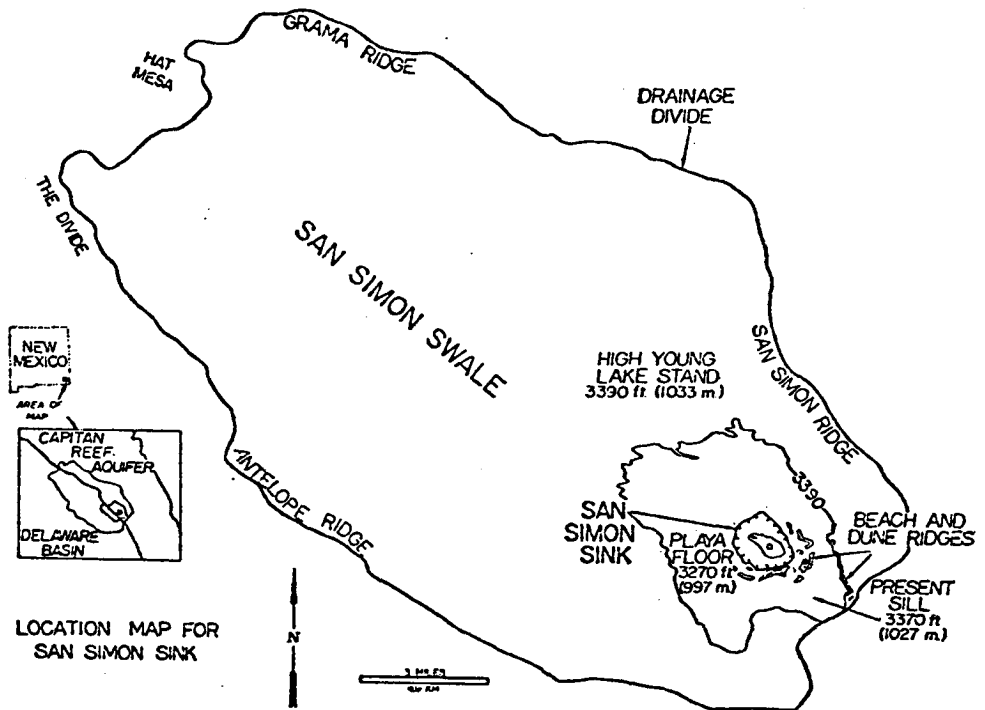 GRAMA RIDGE
HAT
MESA
DRAINAGE
DIVIDE
THE DIVIDE
SAN SIMON SWALE
NEW
MEXICO
AREA OF
MAP
SAN SIMON RIDGE
HIGH YOUNG
LAKE STAND
3390 ft. (1033 m.)
CAPITAN
REEF
AQUIFER
DELAWARE
BASIN
ANTELOPE RIDGE
3390
SAN
SIMON
SINK
PLAYA
FLOOR
3270 ft.
(997 m.)
BEACH AND
DUNE RIDGES
PRESENT
SILL
3370 ft
(1027 m.)
LOCATION MAP FOR
SAN SIMON SINK
N
3 MILES
KM